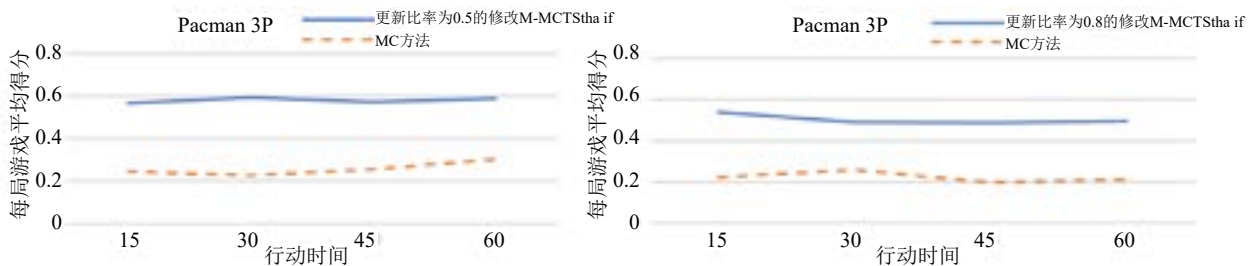 Pacman 3P
更新比率为0.5的修改M-MCTStha if
MC方法
每局游戏平均得分
0.8
0.6
0.4
0.2
0
15 30 45 60
行动时间
Pacman 3P
更新比率为0.8的修改M-MCTStha if
MC方法
每局游戏平均得分
0.8
0.6
0.4
0.2
0
15 30 45 60
行动时间